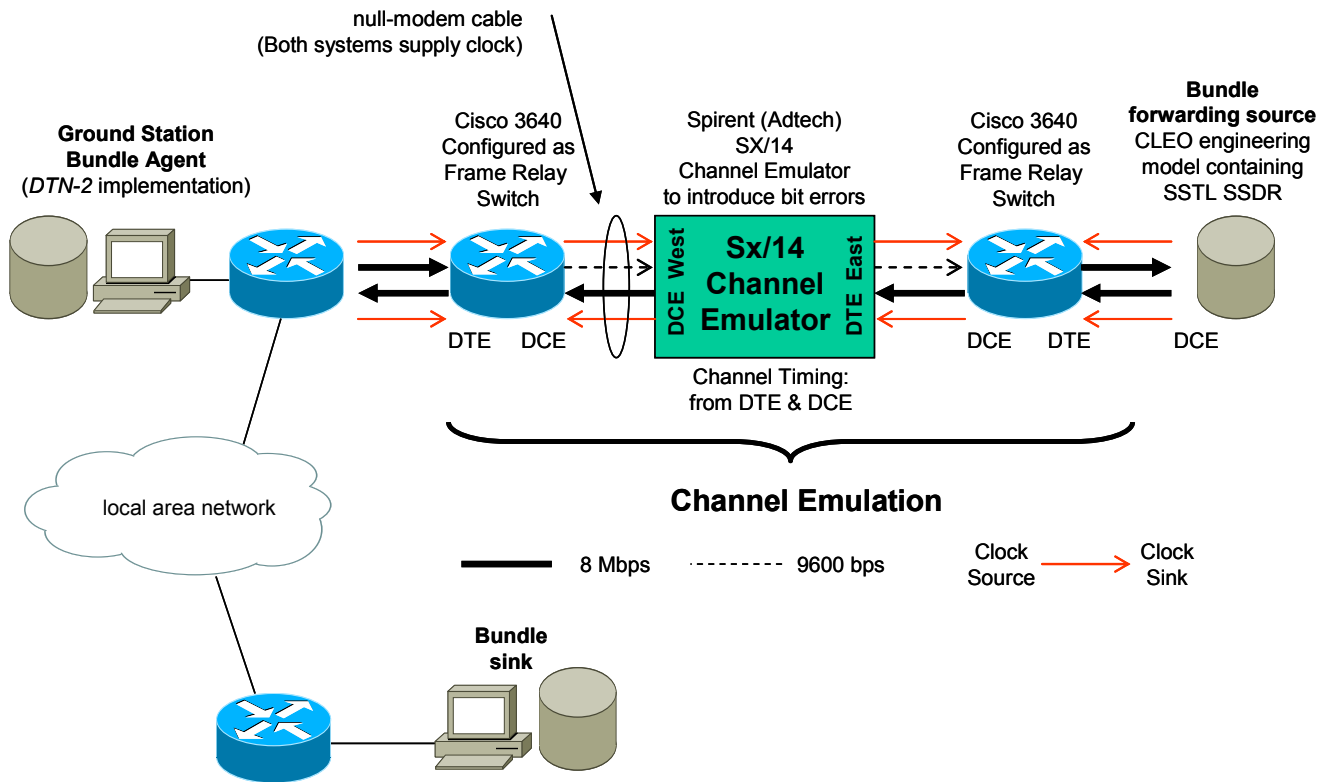 null-modem cable
(Both systems supply clock)
Ground Station
Bundle Agent
(DTN-2 implementation)
Cisco 3640
Configured as
Frame Relay
Switch
Spirent (Adtech)
SX/14
Channel Emulator
to introduce bit errors
Cisco 3640
Configured as
Frame Relay
Switch
Bundle
forwarding source
CLEO engineering
model containing
SSTL SSDR
DCE West
Sx/14
Channel
Emulator
DTE East
DTE
DCE
DCE
DTE
DCE
Channel Timing:
from DTE & DCE
local area network
Channel Emulation
8 Mbps
9600 bps
Clock
Source
Clock
Sink
Bundle
sink